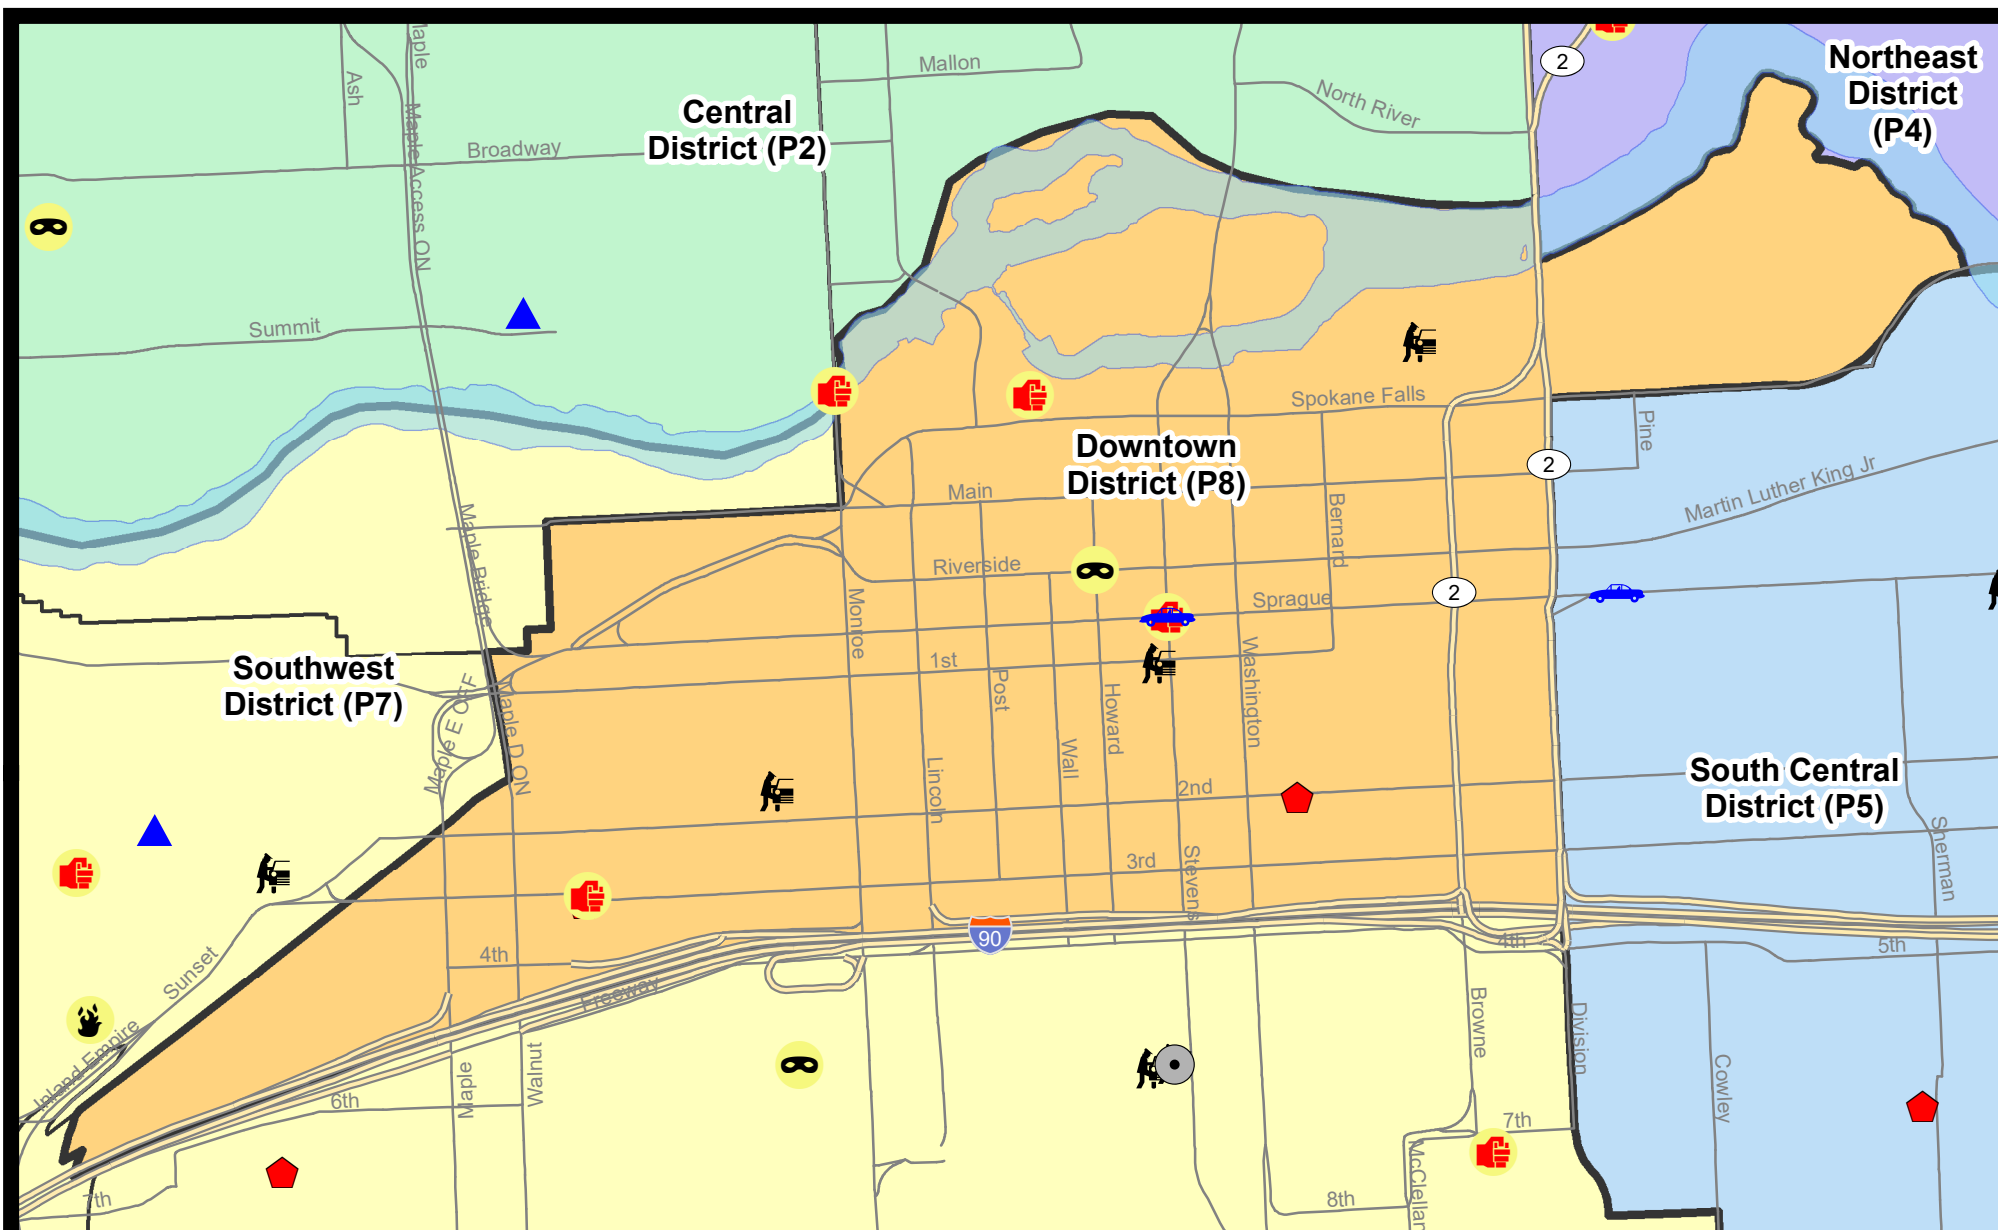 Maple
Ash
Maple Access ON
Mallon
North River
2
Northeast
District
(P4)
Central
District (P2)
Broadway
Summit
Spokane Falls
Pine
Downtown
District (P8)
2
Martin Luther King Jr
Main
Bernard
Maple Bridge
Riverside
Monroe
2
Sprague
Southwest
District (P7)
1st
Washington
Post
Howard
Maple E OFF
Maple D ON
Wall
Lincoln
2nd
South Central
District (P5)
Sherman
3rd
Stevens
90
4th
4th
5th
Sunset
Freeway
Inland Empire
Browne
Division
Maple
Walnut
Cowley
6th
7th
McClellan
7th
8th